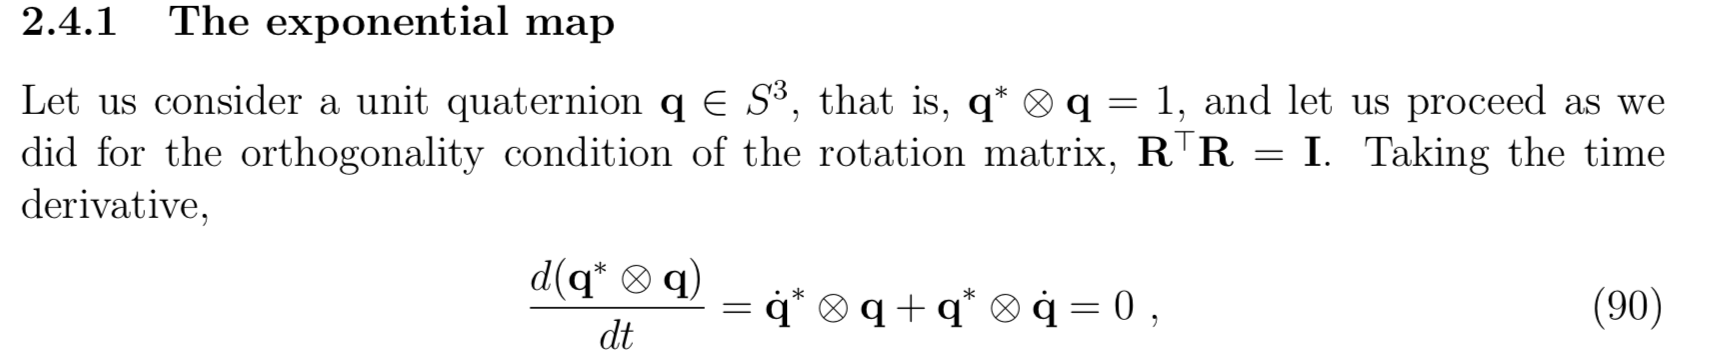 2.4.1 The exponential map
Let us consider a unit quaternion q ∈ S³, that is, q* ⊗ q = 1, and let us proceed as we
did for the orthogonality condition of the rotation matrix, R⊤R = I. Taking the time
derivative,
d(q* ⊗ q)/dt = q̇* ⊗ q + q* ⊗ q̇ = 0 , (90)